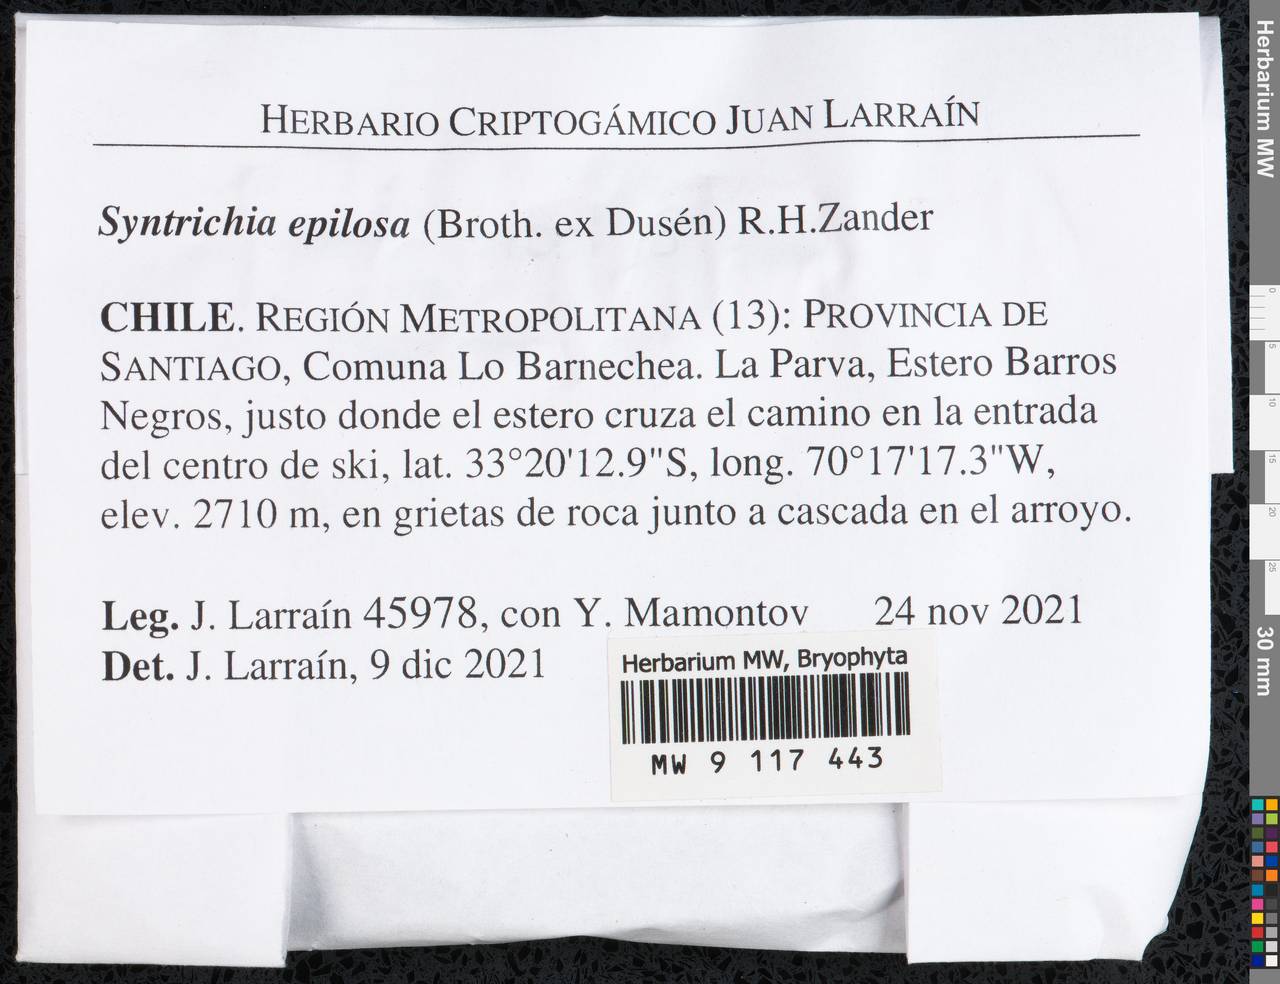 HERBARIO CRIPTOGÁMICO JUAN LARRAÍN
Syntrichia epilosa (Broth. ex Dusén) R.H.Zander
CHILE. REGIÓN METROPOLITANA (13): PROVINCIA DE
SANTIAGO, Comuna Lo Barnechea. La Parva, Estero Barros
Negros, justo donde el estero cruza el camino en la entrada
del centro de ski, lat. 33°20'12.9"S, long. 70°17'17.3"W,
elev. 2710 m, en grietas de roca junto a cascada en el arroyo.
Leg. J. Larraín 45978, con Y. Mamontov 24 nov 2021
Det. J. Larraín, 9 dic 2021
Herbarium MW, Bryophyta
MW 9 117 443
Herbarium MW
0
5
10
15
20
25
30 mm